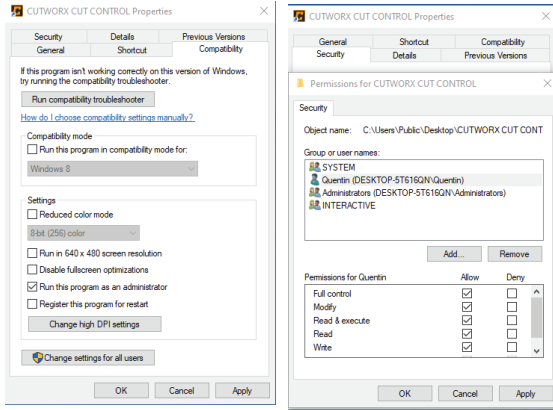 CUTWORX CUT CONTROL Properties
Security Details Previous Versions
General Shortcut Compatibility
If this program isn't working correctly on this version of Windows,
try running the compatibility troubleshooter.
Run compatibility troubleshooter
How do I choose compatibility settings manually?
Compatibility mode
Run this program in compatibility mode for:
Windows 8
Settings
Reduced color mode
8-bit (256) color
Run in 640 x 480 screen resolution
Disable fullscreen optimizations
Run this program as an administrator
Register this program for restart
Change high DPI settings
Change settings for all users
OK Cancel Apply
CUTWORX CUT CONTROL Properties
General Shortcut Compatibility
Security Details Previous Versions
Permissions for CUTWORX CUT CONTROL
Security
Object name: C:\Users\Public\Desktop\CUTWORX CUT CONT
Group or user names:
SYSTEM
Quentin (DESKTOP-5T616QN\Quentin)
Administrators (DESKTOP-5T616QN\Administrators)
INTERACTIVE
Add... Remove
Permissions for Quentin Allow Deny
Full control
Modify
Read & execute
Read
Write
OK Cancel Apply